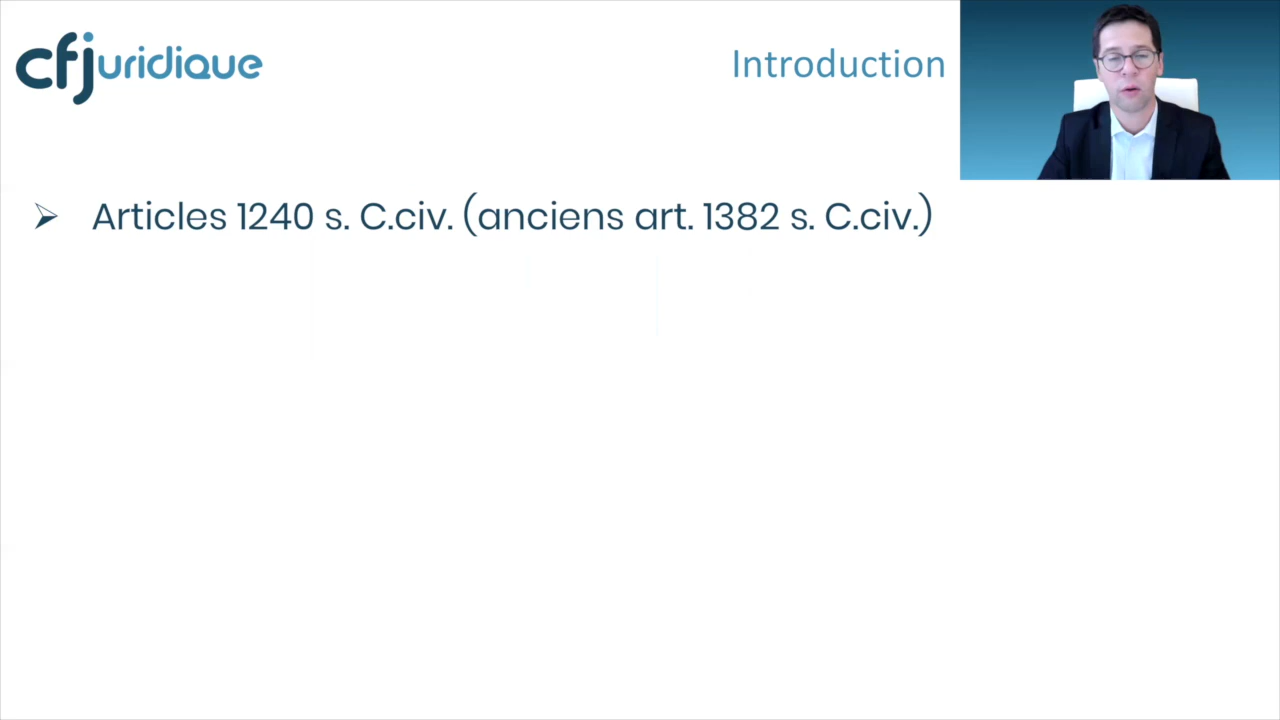 cfjuridique
Introduction
Articles 1240 s. C.civ. (anciens art. 1382 s. C.civ.)